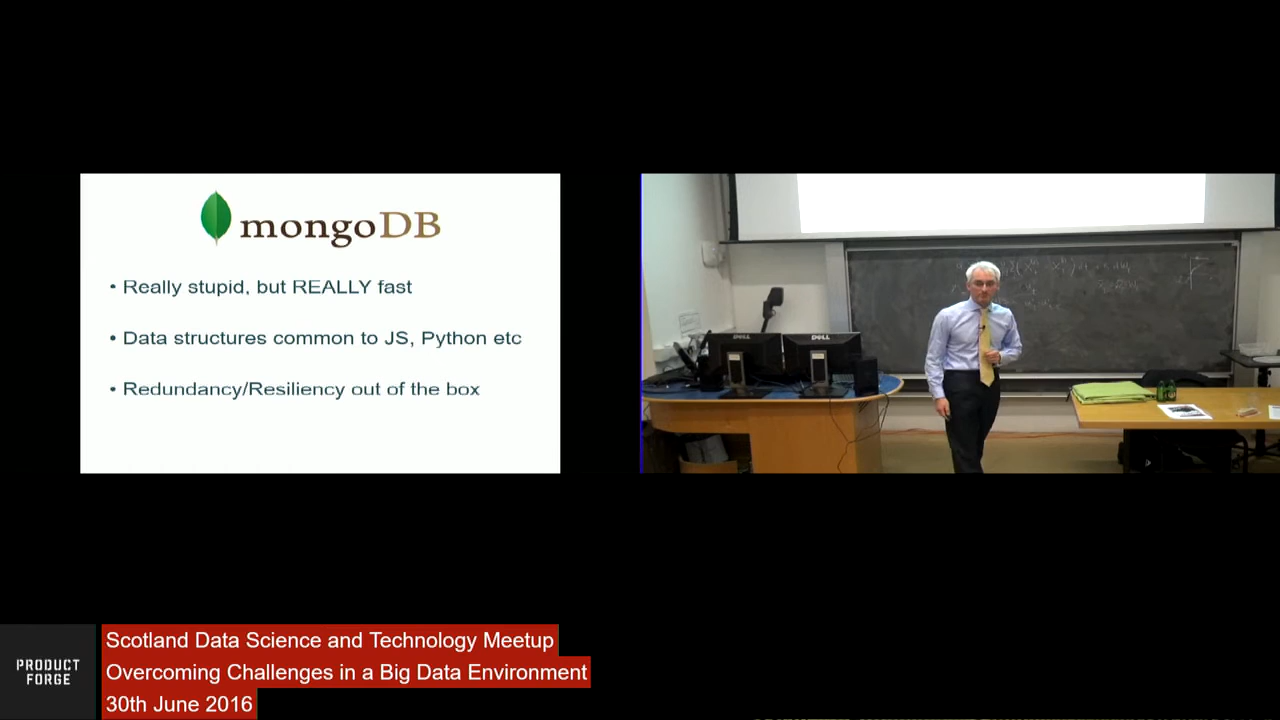 mongoDB
• Really stupid, but REALLY fast
• Data structures common to JS, Python etc
• Redundancy/Resiliency out of the box
DELL
DELL
PRODUCT
FORGE
Scotland Data Science and Technology Meetup
Overcoming Challenges in a Big Data Environment
30th June 2016